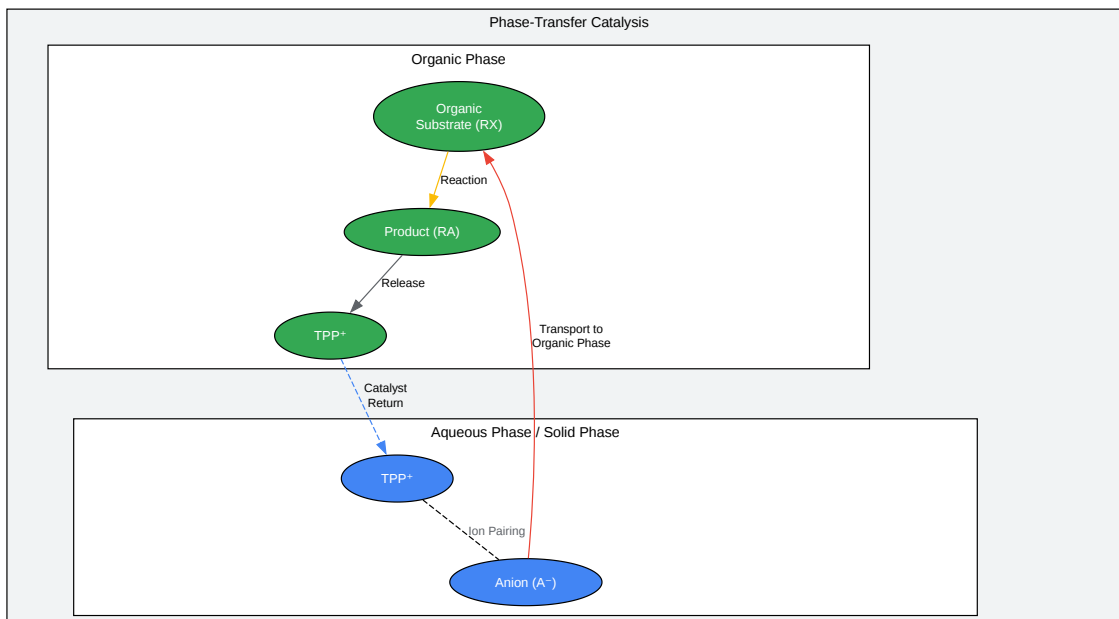 Phase-Transfer Catalysis
Organic Phase
Organic
Substrate (RX)
Reaction
Product (RA)
Release
TPP⁺
Transport to
Organic Phase
Catalyst
Return
Aqueous Phase / Solid Phase
TPP⁺
Ion Pairing
Anion (A⁻)